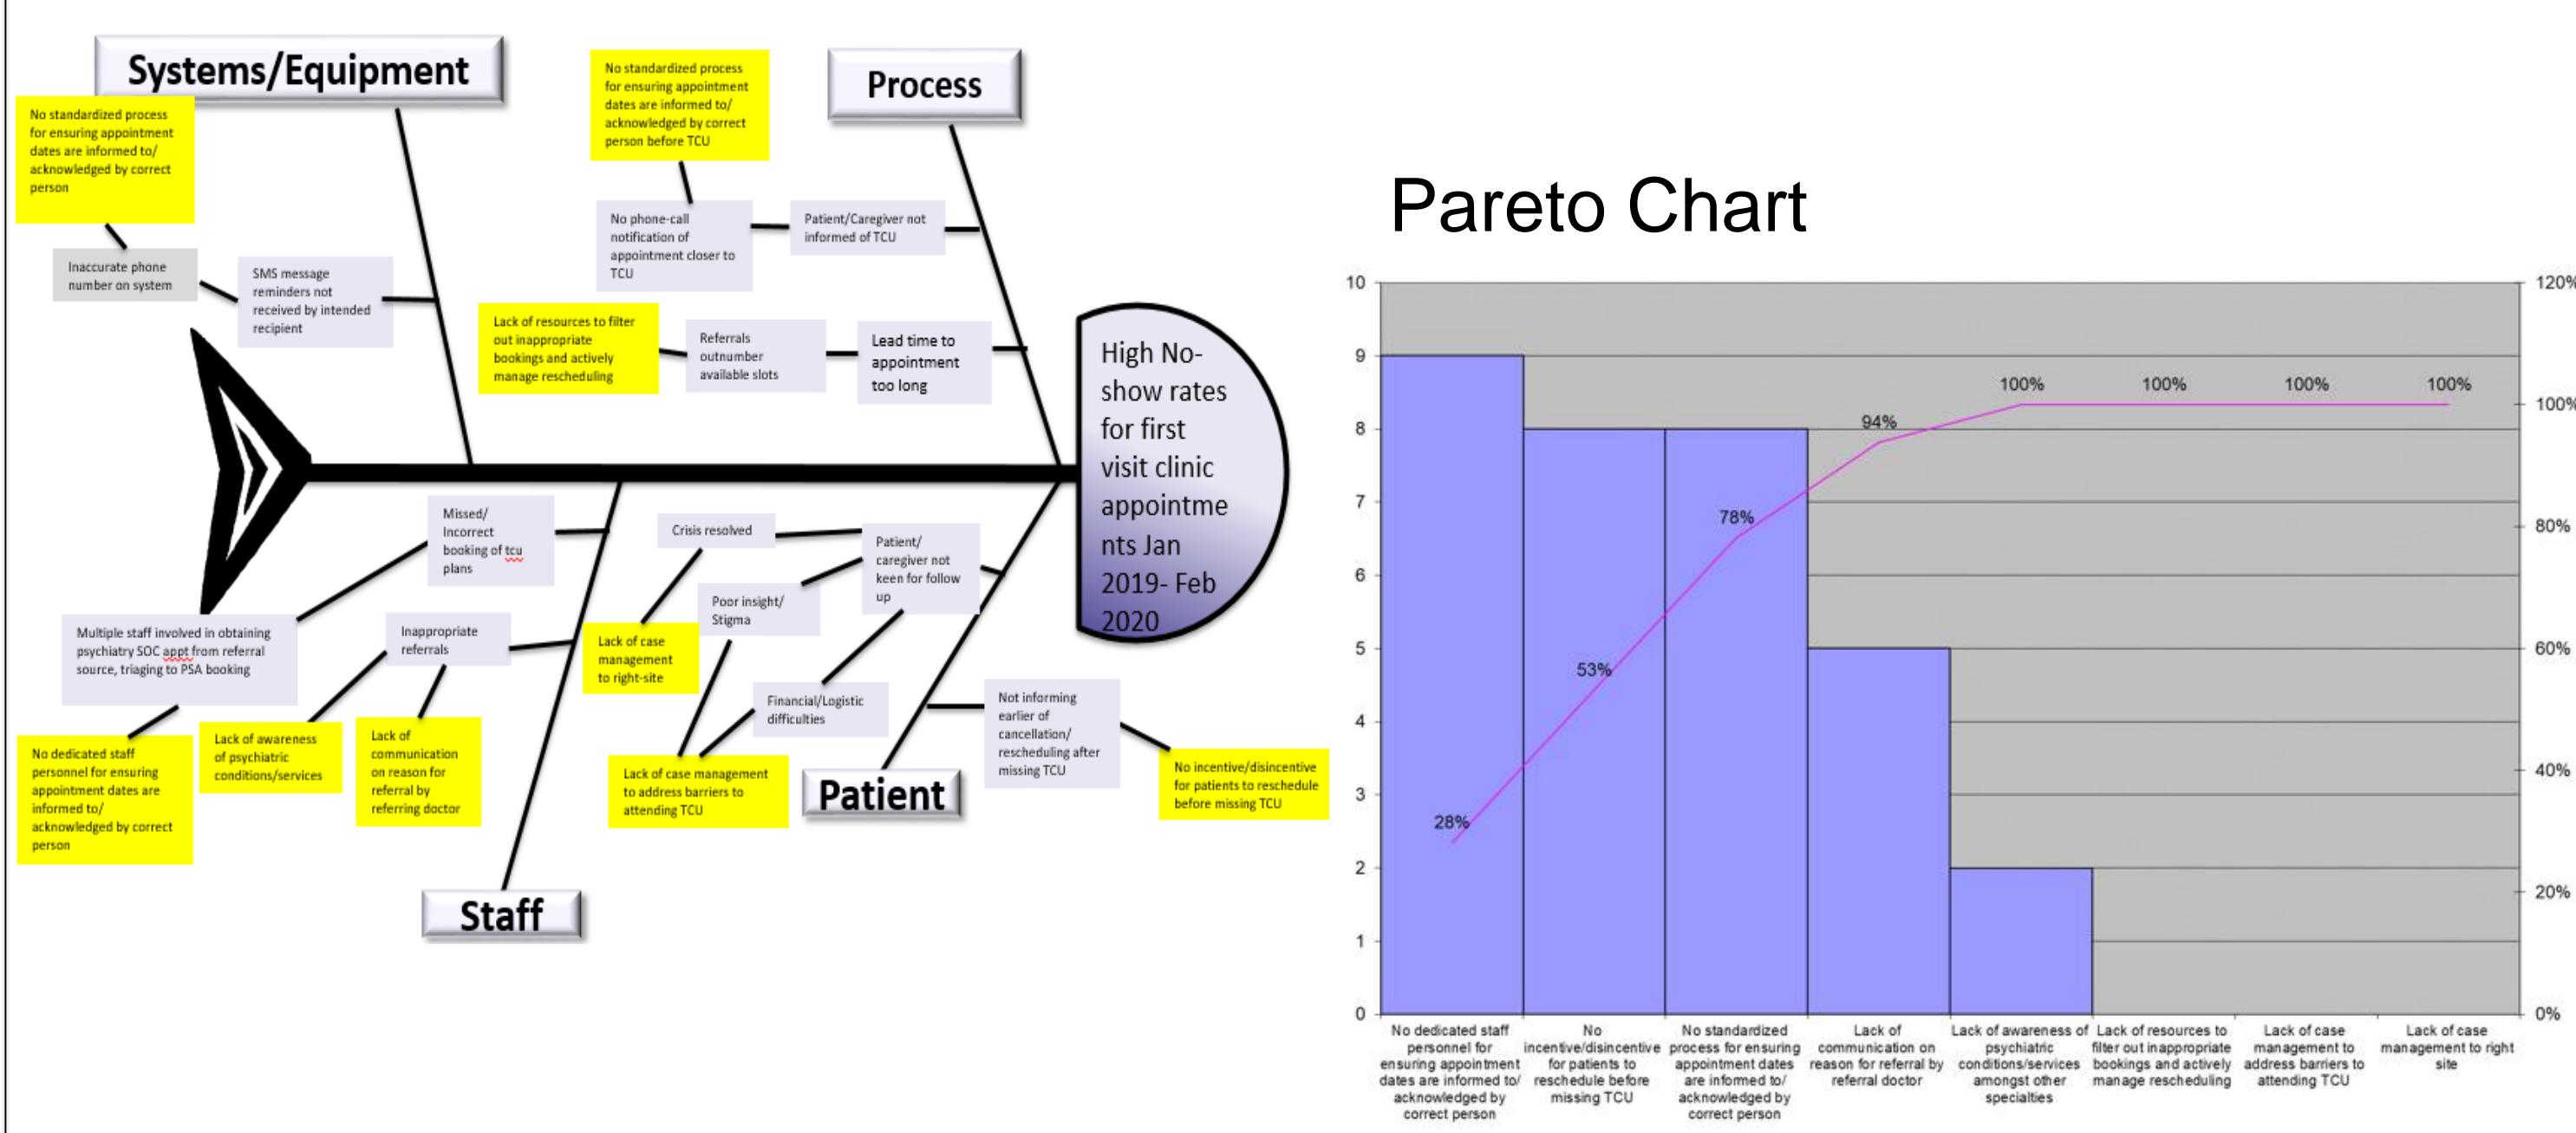 Systems/Equipment
No standardized process
for ensuring appointment
dates are informed to/
acknowledged by correct
person
Inaccurate phone
number on system
SMS message
reminders not
received by intended
recipient
No standardized process
for ensuring appointment
dates are informed to/
acknowledged by correct
person before TCU
Process
No phone-call
notification of
appointment closer to
TCU
Patient/Caregiver not
informed of TCU
Lack of resources to filter
out inappropriate
bookings and actively
manage rescheduling
Referrals
outnumber
available slots
Lead time to
appointment
too long
High No-
show rates
for first
visit clinic
appointme
nts Jan
2019- Feb
2020
Missed/
Incorrect
booking of tcu
plans
Multiple staff involved in obtaining
psychiatry SOC appt from referral
source, triaging to PSA booking
Inappropriate
referrals
No dedicated staff
personnel for ensuring
appointment dates are
informed to/
acknowledged by correct
person
Lack of awareness
of psychiatric
conditions/services
Lack of
communication
on reason for
referral by
referring doctor
Staff
Crisis resolved
Patient/
caregiver not
keen for follow
up
Poor insight/
Stigma
Lack of case
management
to right-site
Financial/Logistic
difficulties
Lack of case management
to address barriers to
attending TCU
Patient
Not informing
earlier of
cancellation/
rescheduling after
missing TCU
No incentive/disincentive
for patients to reschedule
before missing TCU
Pareto Chart
10
9
8
7
6
5
4
3
2
1
0
120%
100%
80%
60%
40%
20%
0%
28%
53%
78%
94%
100%
100%
100%
100%
No dedicated staff
personnel for
ensuring appointment
dates are informed to/
acknowledged by
correct person
No
incentive/disincentive
for patients to
reschedule before
missing TCU
No standardized
process for ensuring
appointment dates
are informed to/
acknowledged by
correct person
Lack of
communication on
reason for referral by
referral doctor
Lack of awareness of
psychiatric
conditions/services
amongst other
specialties
Lack of resources to
filter out inappropriate
bookings and actively
manage rescheduling
Lack of case
management to
address barriers to
attending TCU
Lack of case
management to right
site